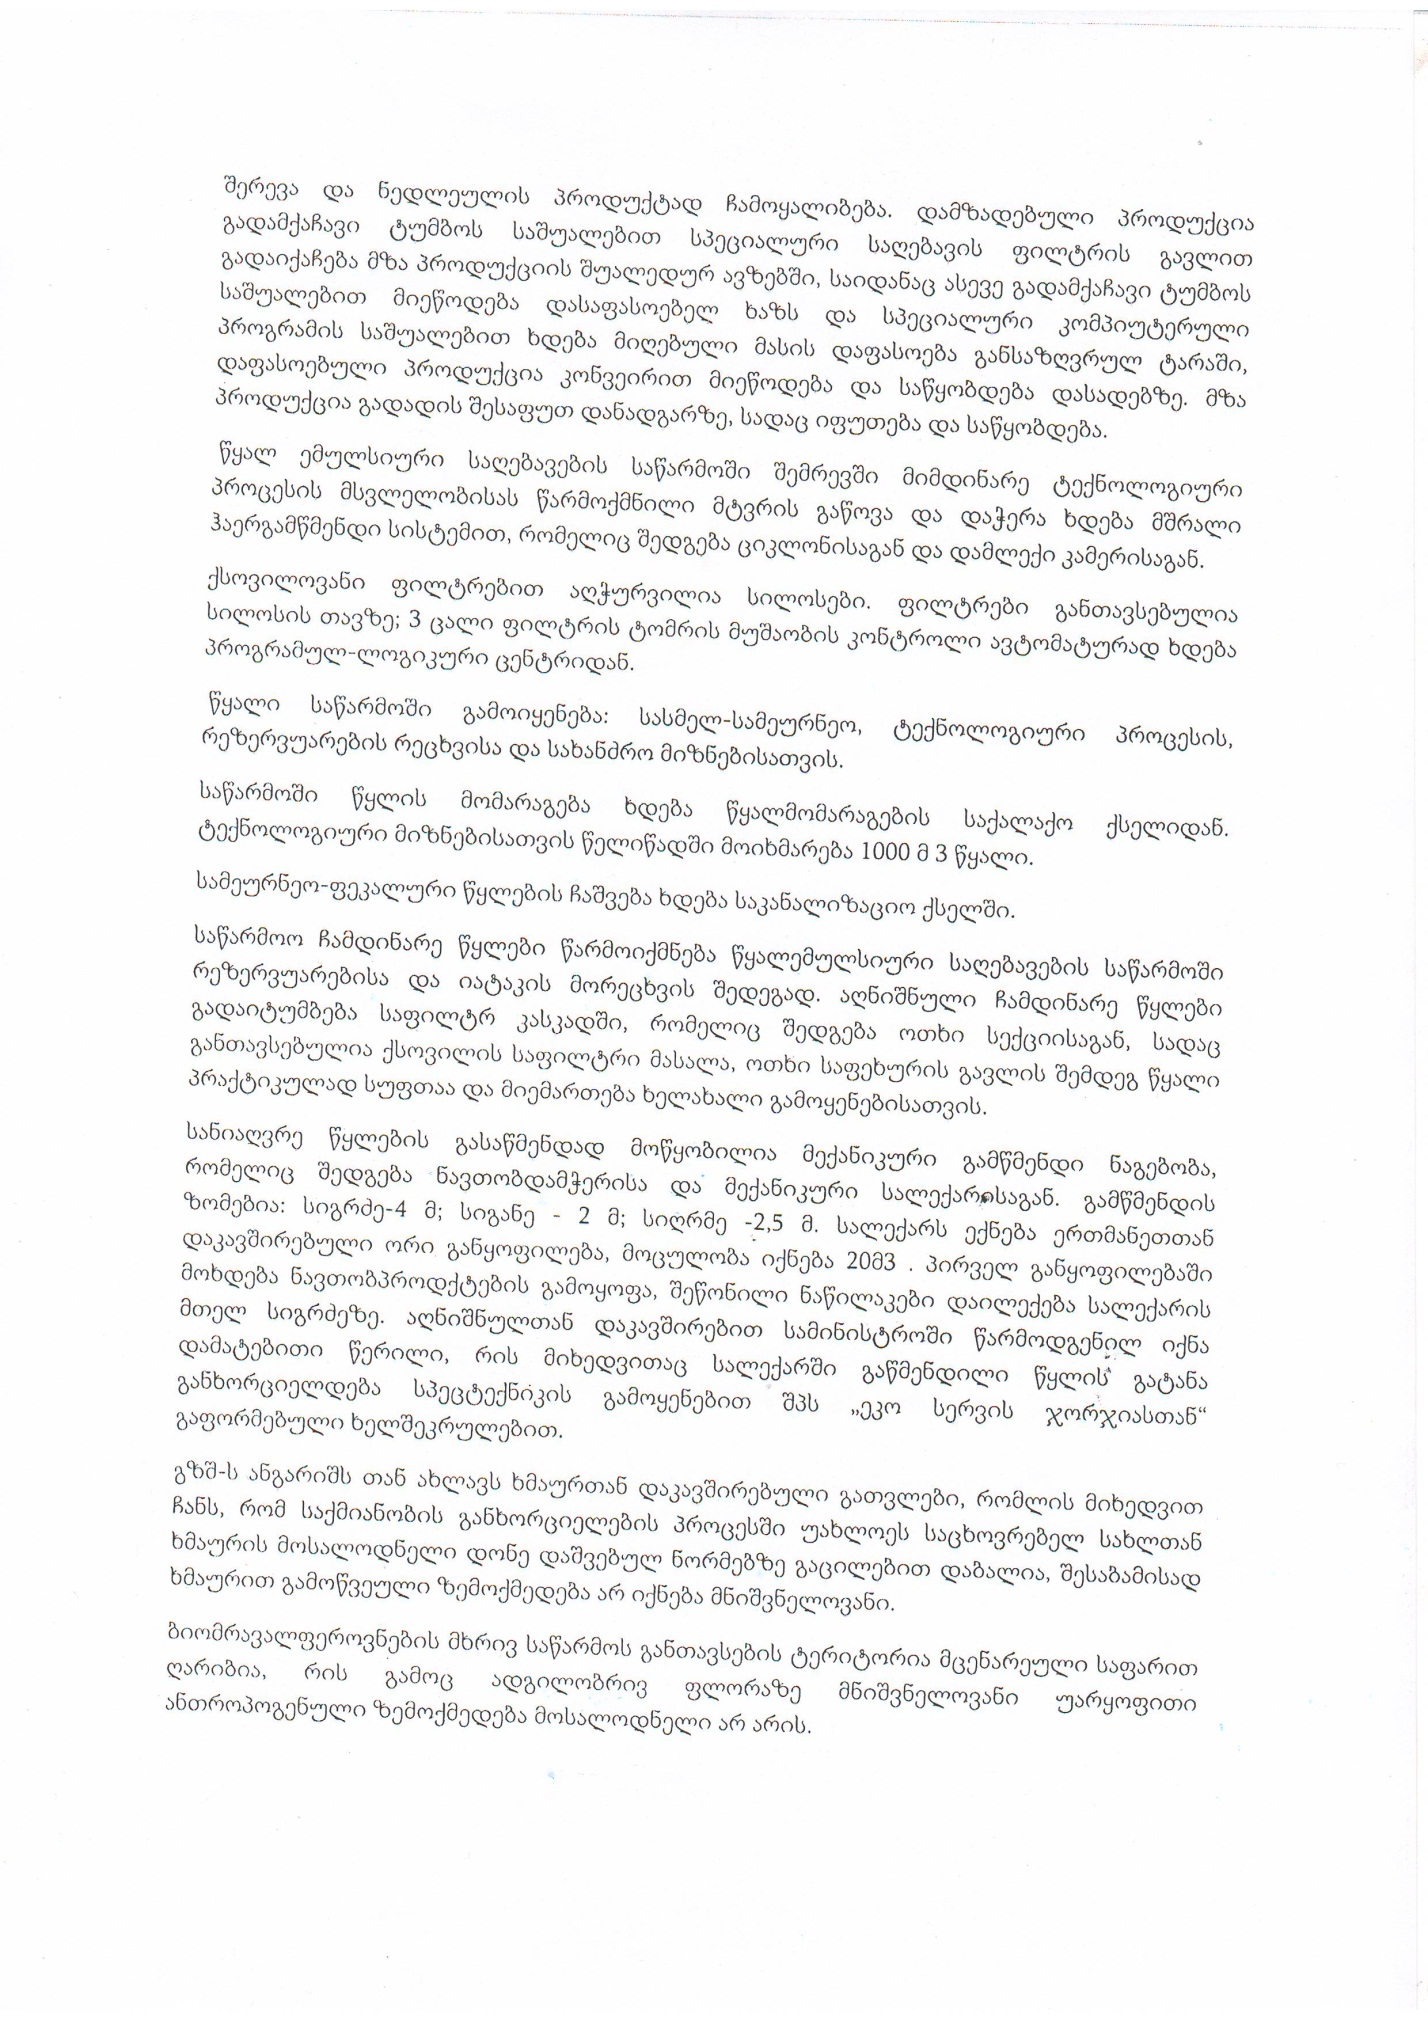 შერევა და ნედლეულის პროდუქტად ჩამოყალიბება. დამზადებული პროდუქცია
გადამქაჩავი ტუმბოს საშუალებით სპეციალური საღებავის ფილტრის გავლით
გადაიქაჩება მზა პროდუქციის შუალედურ ავზებში, საიდანაც ასევე გადამქაჩავი ტუმბოს
საშუალებით მიეწოდება დასაფასოებელ ხაზს და სპეციალური კომპიუტერული
პროგრამის საშუალებით ხდება მიღებული მასის დაფასოება განსაზღვრულ ტარაში,
დაფასოებული პროდუქცია კონვეირით მიეწოდება და საწყობდება დასადებზე. მზა
პროდუქცია გადადის შესაფუთ დანადგარზე, სადაც იფუთება და საწყობდება.
წყალ ემულსიური საღებავების საწარმოში შემრევში მიმდინარე ტექნოლოგიური
პროცესის მსვლელობისას წარმოქმნილი მტვრის გაწოვა და დაჭერა ხდება მშრალი
ჰაერგამწმენდი სისტემით, რომელიც შედგება ციკლონისაგან და დამლექი კამერისაგან.
ქსოვილოვანი ფილტრებით აღჭურვილია სილოსები. ფილტრები განთავსებულია
სილოსის თავზე; 3 ცალი ფილტრის ტომრის მუშაობის კონტროლი ავტომატურად ხდება
პროგრამულ-ლოგიკური ცენტრიდან.
წყალი საწარმოში გამოიყენება: სასმელ-სამეურნეო, ტექნოლოგიური პროცესის,
რეზერვუარების რეცხვისა და სახანძრო მიზნებისათვის.
საწარმოში წყლის მომარაგება ხდება წყალმომარაგების საქალაქო ქსელიდან.
ტექნოლოგიური მიზნებისათვის წელიწადში მოიხმარება 1000 მ 3 წყალი.
სამეურნეო-ფეკალური წყლების ჩაშვება ხდება საკანალიზაციო ქსელში.
საწარმოო ჩამდინარე წყლები წარმოიქმნება წყალემულსიური საღებავების საწარმოში
რეზერვუარებისა და იატაკის მორეცხვის შედეგად. აღნიშნული ჩამდინარე წყლები
გადაიტუმბება საფილტრ კასკადში, რომელიც შედგება ოთხი სექციისაგან, სადაც
განთავსებულია ქსოვილის საფილტრი მასალა, ოთხი საფეხურის გავლის შემდეგ წყალი
პრაქტიკულად სუფთაა და მიემართება ხელახალი გამოყენებისათვის.
სანიაღვრე წყლების გასაწმენდად მოწყობილია მექანიკური გამწმენდი ნაგებობა,
რომელიც შედგება ნავთობდამჭერისა და მექანიკური სალექარისაგან. გამწმენდის
ზომებია: სიგრძე-4 მ; სიგანე - 2 მ; სიღრმე -2,5 მ. სალექარს ექნება ერთმანეთთან
დაკავშირებული ორი განყოფილება, მოცულობა იქნება 20მ3 . პირველ განყოფილებაში
მოხდება ნავთობპროდქტების გამოყოფა, შეწონილი ნაწილაკები დაილექება სალექარის
მთელ სიგრძეზე. აღნიშნულთან დაკავშირებით სამინისტროში წარმოდგენილ იქნა
დამატებითი წერილი, რის მიხედვითაც სალექარში გაწმენდილი წყლის გატანა
განხორციელდება სპეცტექნიკის გამოყენებით შპს „ეკო სერვის ჯორჯიასთან“
გაფორმებული ხელშეკრულებით.
გზშ-ს ანგარიშს თან ახლავს ხმაურთან დაკავშირებული გათვლები, რომლის მიხედვით
ჩანს, რომ საქმიანობის განხორციელების პროცესში უახლოეს საცხოვრებელ სახლთან
ხმაურის მოსალოდნელი დონე დაშვებულ ნორმებზე გაცილებით დაბალია, შესაბამისად
ხმაურით გამოწვეული ზემოქმედება არ იქნება მნიშვნელოვანი.
ბიომრავალფეროვნების მხრივ საწარმოს განთავსების ტერიტორია მცენარეული საფარით
ღარიბია, რის გამოც ადგილობრივ ფლორაზე მნიშვნელოვანი უარყოფითი
ანთროპოგენული ზემოქმედება მოსალოდნელი არ არის.